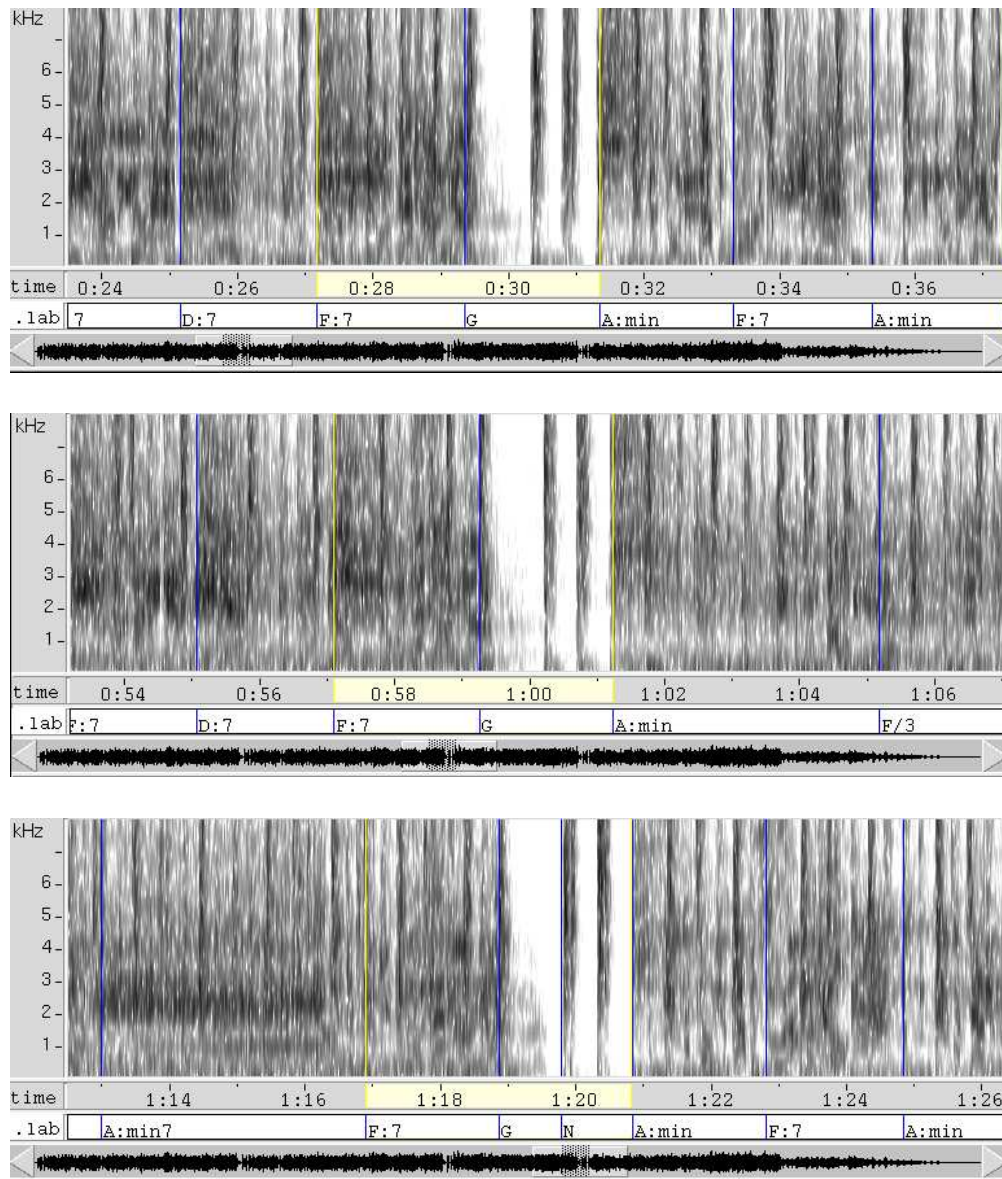 kHz
6-
5-
4-
3-
2-
1-
time 0:24 0:26 0:28 0:30 0:32 0:34 0:36
.lab 7 D:7 F:7 G A:min F:7 A:min
kHz
6-
5-
4-
3-
2-
1-
time 0:54 0:56 0:58 1:00 1:02 1:04 1:06
.lab F:7 D:7 F:7 G A:min F/3
kHz
6-
5-
4-
3-
2-
1-
time 1:14 1:16 1:18 1:20 1:22 1:24 1:26
.lab A:min7 F:7 G N A:min F:7 A:min